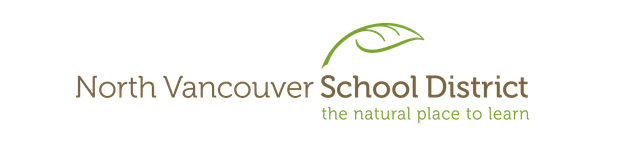 North Vancouver School District
the natural place to learn